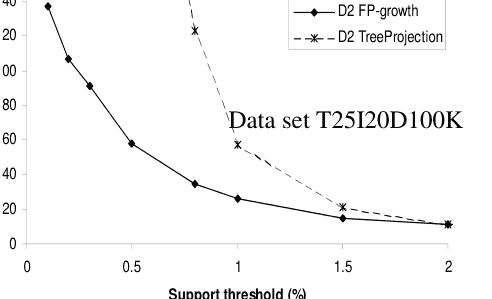 40
D2 FP-growth
20
D2 TreeProjection
00
80
Data set T25I20D100K
60
40
20
0
0 0.5 1 1.5 2
Support threshold (%)